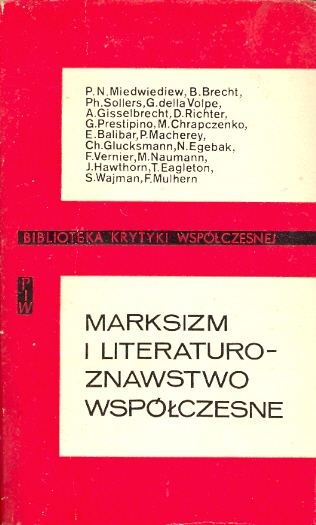 P.N.Miedwiediew, B.Brecht,
Ph.Sollers, G.della Volpe,
A.Gisselbrecht, D.Richter,
G.Prestipino, M.Chrapczenko,
E.Balibar, P.Macherey,
Ch.Glucksmann, N.Egebak,
F.Vernier, M.Naumann,
J.Hawthorn, T.Eagleton,
S.Wajman, F.Mulhern
BIBLIOTEKA KRYTYKI WSPÓŁCZESNEJ
PIW
MARKSIZM
I LITERATURO-
ZNAWSTWO
WSPÓŁCZESNE